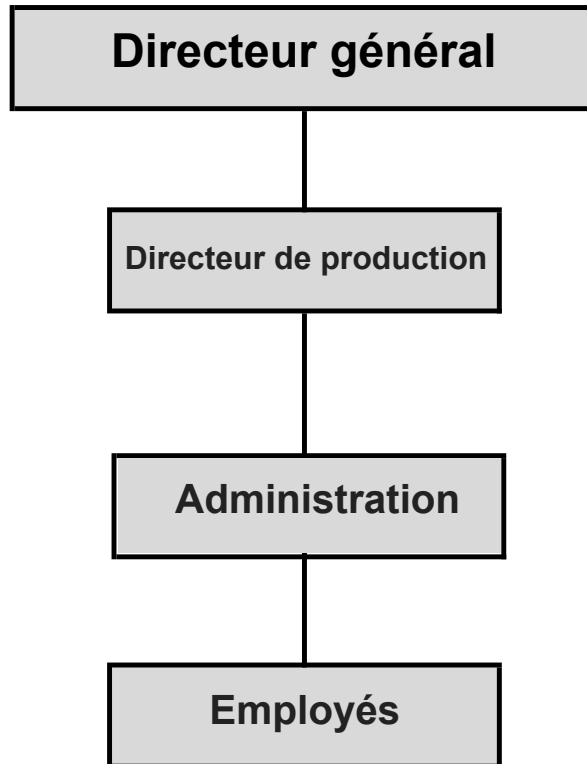 Directeur général
Directeur de production
Administration
Employés